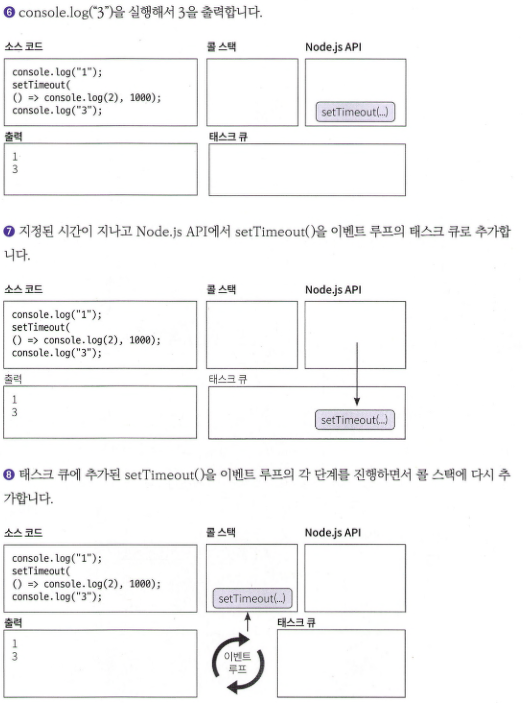 ❻ console.log("3")을 실행해서 3을 출력합니다.
소스 코드 콜 스택 Node.js API
console.log("1");
setTimeout(
() => console.log(2), 1000);
console.log("3");
setTimeout(...)
출력 태스크 큐
1
3
❼ 지정된 시간이 지나고 Node.js API에서 setTimeout()을 이벤트 루프의 태스크 큐로 추가합
니다.
소스 코드 콜 스택 Node.js API
console.log("1");
setTimeout(
() => console.log(2), 1000);
console.log("3");
출력 태스크 큐
1
3
setTimeout(...)
❽ 태스크 큐에 추가된 setTimeout()을 이벤트 루프의 각 단계를 진행하면서 콜 스택에 다시 추
가합니다.
소스 코드 콜 스택 Node.js API
console.log("1");
setTimeout(
() => console.log(2), 1000);
console.log("3");
setTimeout(...)
출력 태스크 큐
1
3
이벤트
루프